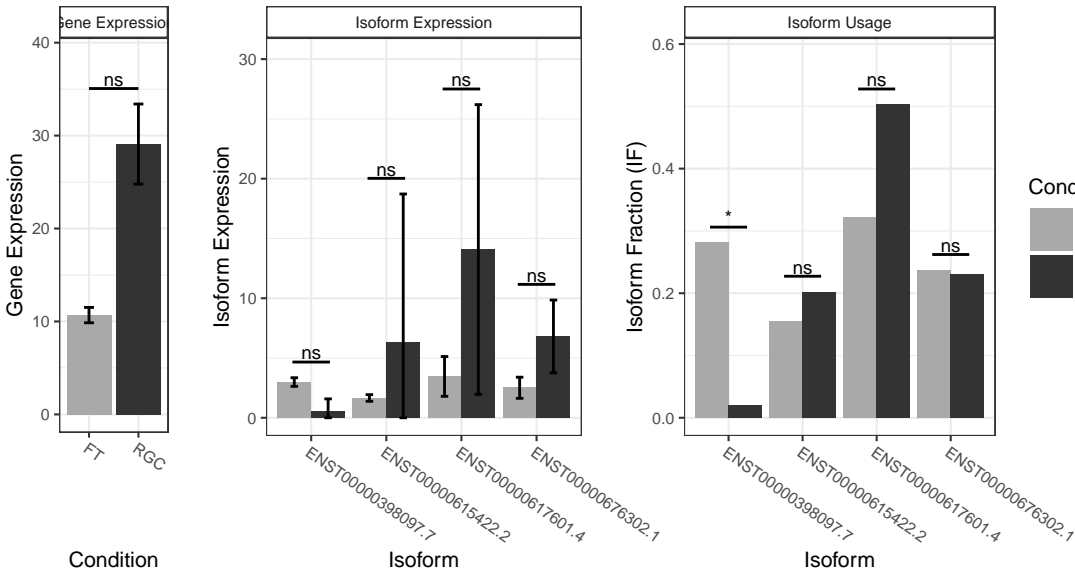 Gene Expression
Isoform Expression
Isoform Usage
Gene Expression
40
30
20
10
0
ns
FT
RGC
Condition
Isoform Expression
30
20
10
0
ns
ns
ns
ns
ENST00000398097.7
ENST00000615422.2
ENST00000617601.4
ENST00000676302.1
Isoform
Isoform Fraction (IF)
0.6
0.4
0.2
0.0
*
ns
ns
ns
ENST00000398097.7
ENST00000615422.2
ENST00000617601.4
ENST00000676302.1
Isoform
Conc